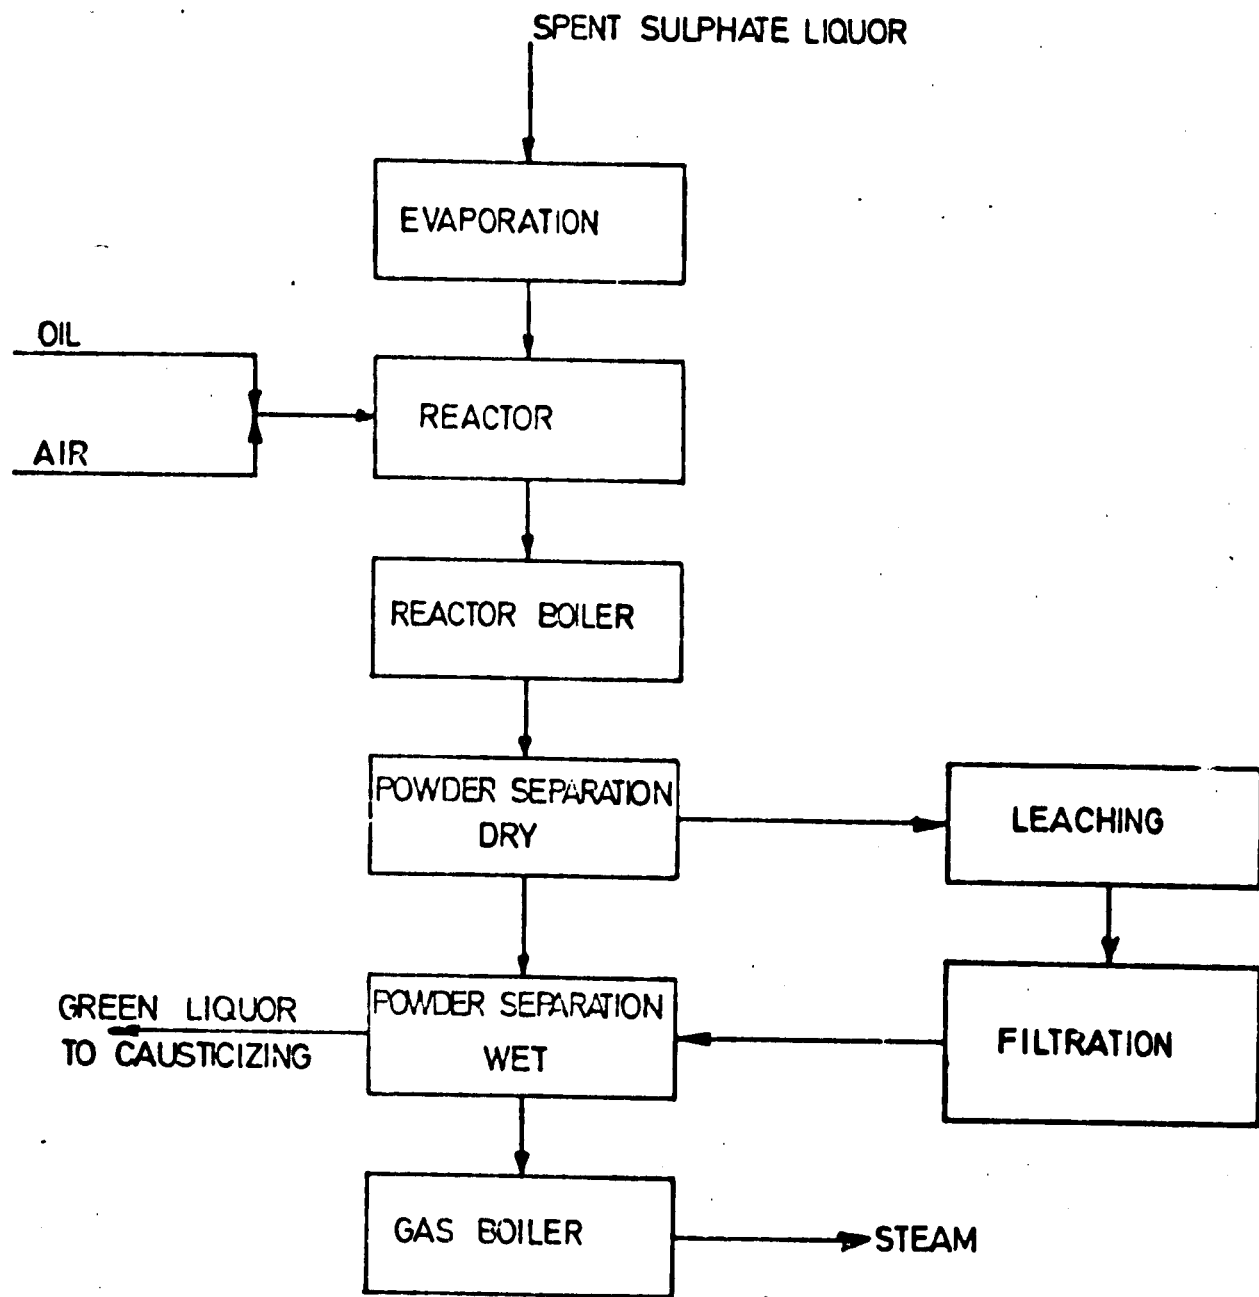 SPENT SULPHATE LIQUOR
EVAPORATION
OIL
REACTOR
AIR
REACTOR BOILER
POWDER SEPARATION
DRY
LEACHING
GREEN LIQUOR
TO CAUSTICIZING
POWDER SEPARATION
WET
FILTRATION
GAS BOILER
STEAM